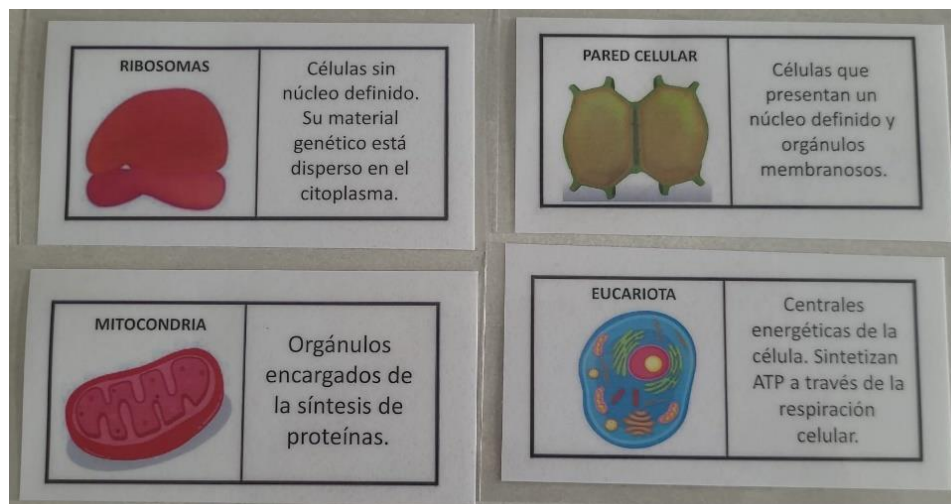 RIBOSOMAS
Células sin
núcleo definido.
Su material
genético está
disperso en el
citoplasma.
PARED CELULAR
Células que
presentan un
núcleo definido y
orgánulos
membranosos.
MITOCONDRIA
Orgánulos
encargados de
la síntesis de
proteínas.
EUCARIOTA
Centrales
energéticas de la
célula. Sintetizan
ATP a través de la
respiración
celular.